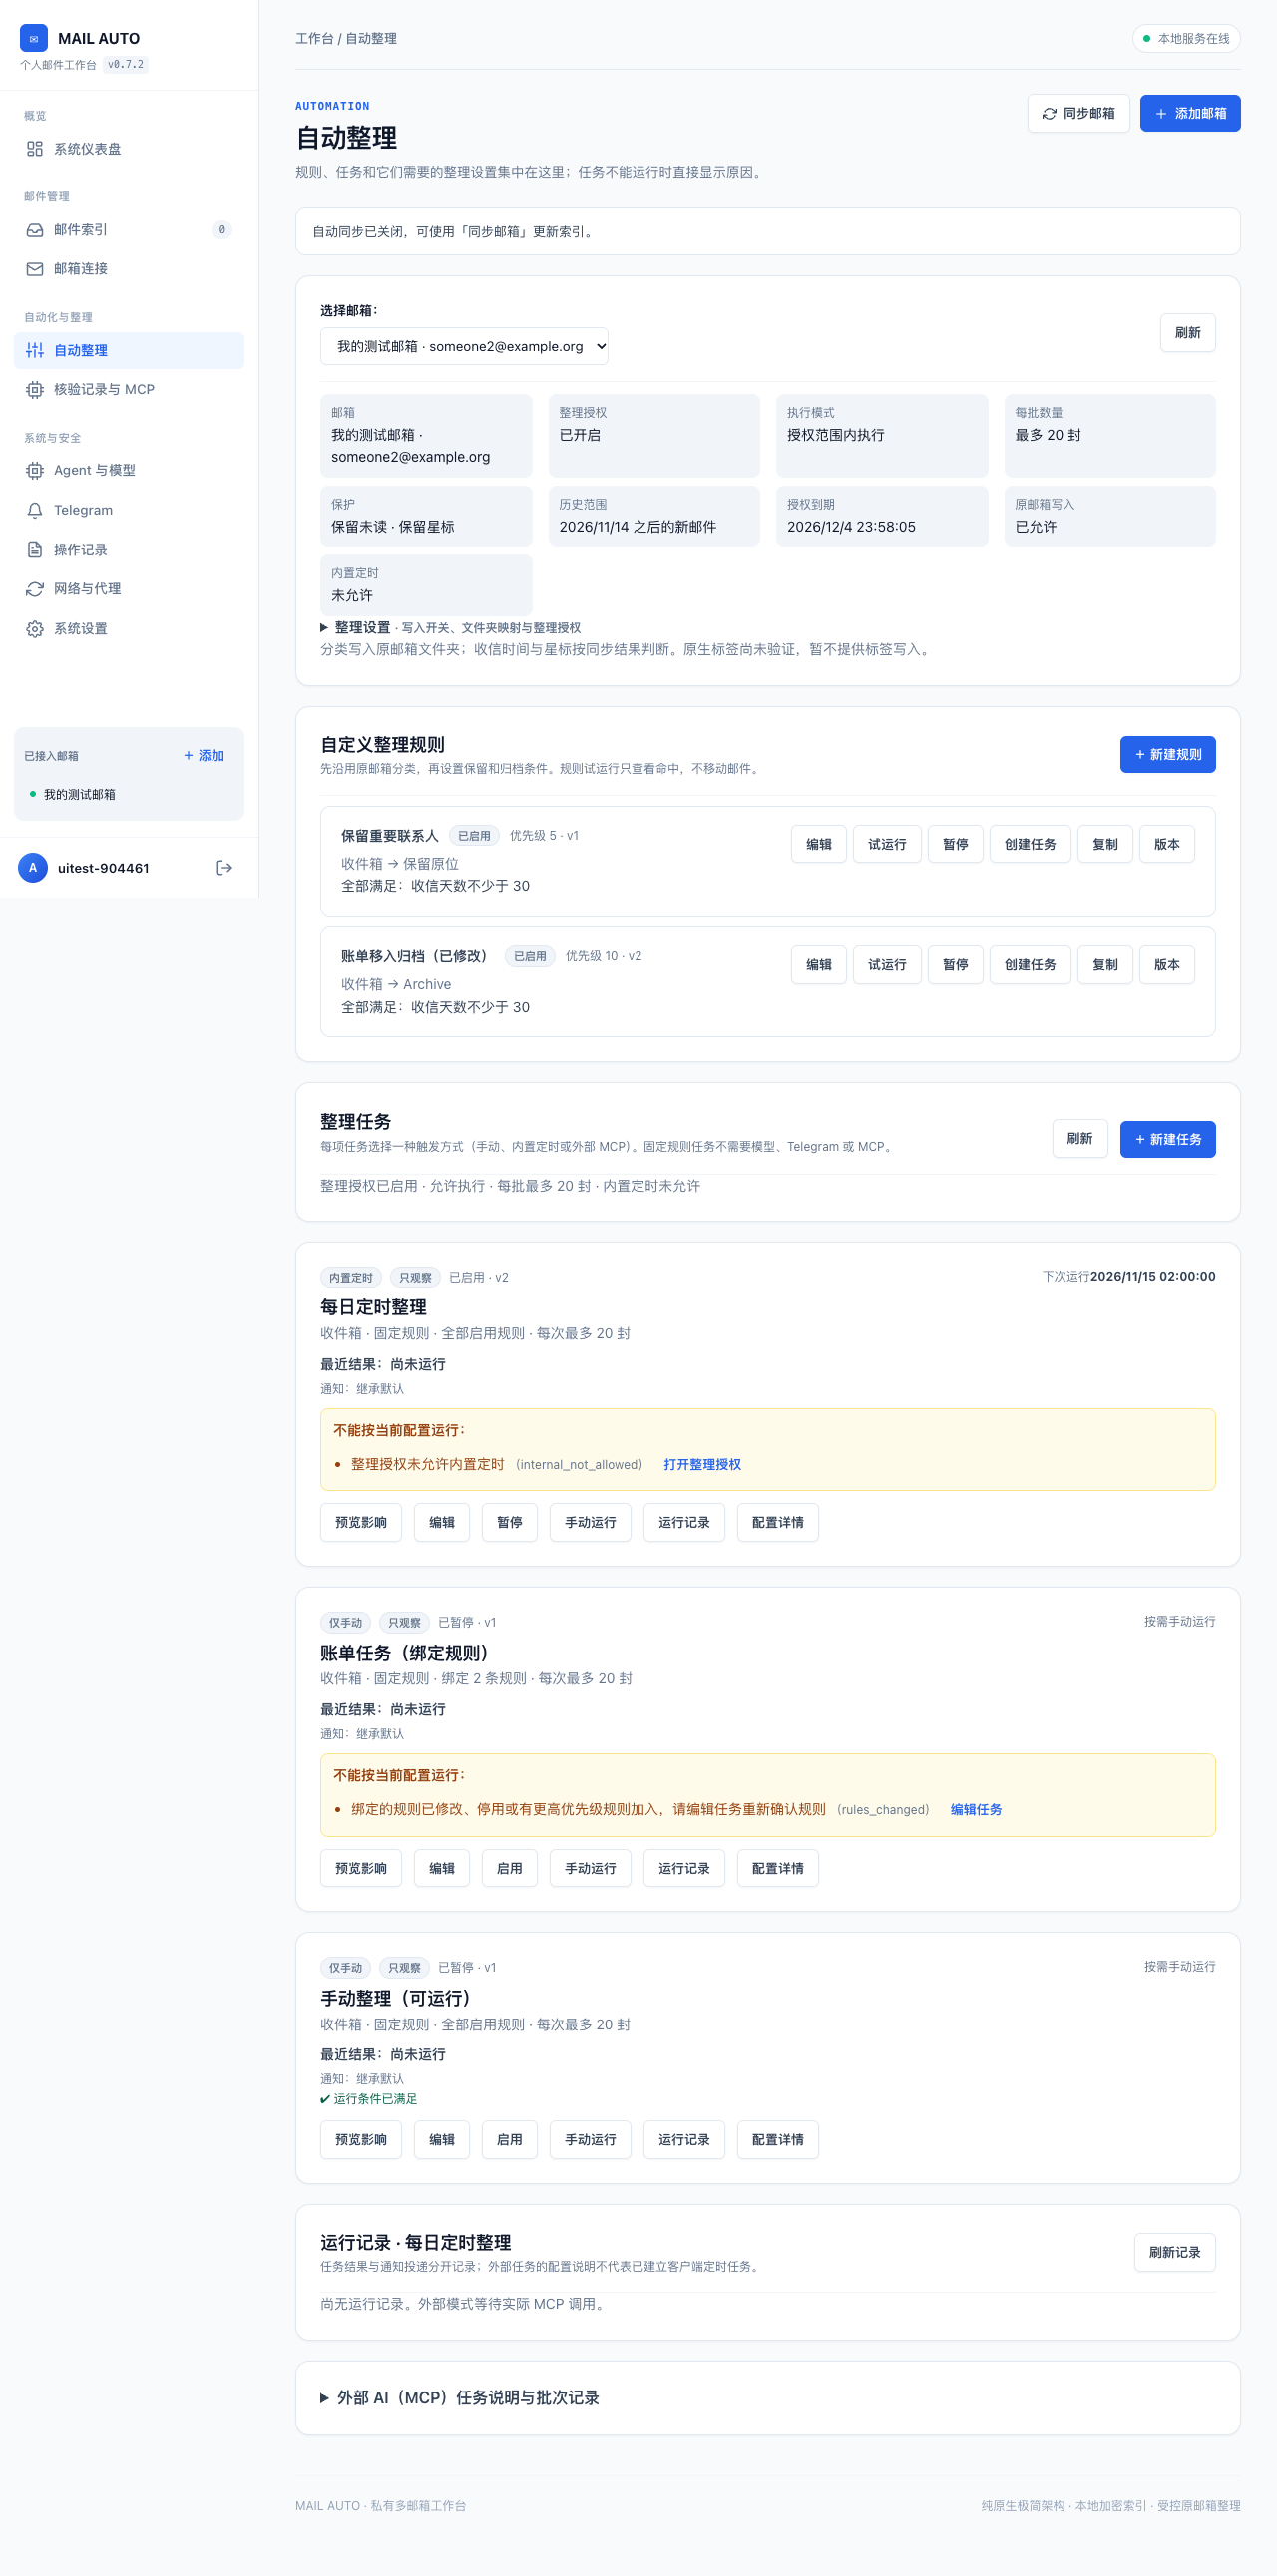 MAIL AUTO
个人邮件工作台 v0.7.2
概览
系统仪表盘
邮件管理
邮件索引 0
邮箱连接
自动化与整理
自动整理
核验记录与 MCP
系统与安全
Agent 与模型
Telegram
操作记录
网络与代理
系统设置
已接入邮箱 + 添加
我的测试邮箱
A uitest-904461
工作台 / 自动整理
本地服务在线
AUTOMATION
自动整理
规则、任务和它们需要的整理设置集中在这里；任务不能运行时直接显示原因。
同步邮箱
+ 添加邮箱
自动同步已关闭，可使用「同步邮箱」更新索引。
选择邮箱：
我的测试邮箱 · someone2@example.org
刷新
邮箱
我的测试邮箱 ·
someone2@example.org
整理授权
已开启
执行模式
授权范围内执行
每批数量
最多 20 封
保护
保留未读 · 保留星标
历史范围
2026/11/14 之后的新邮件
授权到期
2026/12/4 23:58:05
原邮箱写入
已允许
内置定时
未允许
▶ 整理设置 · 写入开关、文件夹映射与整理授权
分类写入原邮箱文件夹；收信时间与星标按同步结果判断。原生标签尚未验证，暂不提供标签写入。
自定义整理规则
先沿用原邮箱分类，再设置保留和归档条件。规则试运行只查看命中，不移动邮件。
+ 新建规则
保留重要联系人 已启用 优先级 5 · v1
收件箱 → 保留原位
全部满足：收信天数不少于 30
编辑 试运行 暂停 创建任务 复制 版本
账单移入归档（已修改） 已启用 优先级 10 · v2
收件箱 → Archive
全部满足：收信天数不少于 30
编辑 试运行 暂停 创建任务 复制 版本
整理任务
每项任务选择一种触发方式（手动、内置定时或外部 MCP）。固定规则任务不需要模型、Telegram 或 MCP。
刷新 + 新建任务
整理授权已启用 · 允许执行 · 每批最多 20 封 · 内置定时未允许
内置定时 只观察 已启用 · v2
下次运行2026/11/15 02:00:00
每日定时整理
收件箱 · 固定规则 · 全部启用规则 · 每次最多 20 封
最近结果：尚未运行
通知：继承默认
不能按当前配置运行：
• 整理授权未允许内置定时 （internal_not_allowed） 打开整理授权
预览影响 编辑 暂停 手动运行 运行记录 配置详情
仅手动 只观察 已暂停 · v1
按需手动运行
账单任务（绑定规则）
收件箱 · 固定规则 · 绑定 2 条规则 · 每次最多 20 封
最近结果：尚未运行
通知：继承默认
不能按当前配置运行：
• 绑定的规则已修改、停用或有更高优先级规则加入，请编辑任务重新确认规则 （rules_changed） 编辑任务
预览影响 编辑 启用 手动运行 运行记录 配置详情
仅手动 只观察 已暂停 · v1
按需手动运行
手动整理（可运行）
收件箱 · 固定规则 · 全部启用规则 · 每次最多 20 封
最近结果：尚未运行
通知：继承默认
✔ 运行条件已满足
预览影响 编辑 启用 手动运行 运行记录 配置详情
运行记录 · 每日定时整理
任务结果与通知投递分开记录；外部任务的配置说明不代表已建立客户端定时任务。
刷新记录
尚无运行记录。外部模式等待实际 MCP 调用。
▶ 外部 AI（MCP）任务说明与批次记录
MAIL AUTO · 私有多邮箱工作台
纯原生极简架构 · 本地加密索引 · 受控原邮箱整理